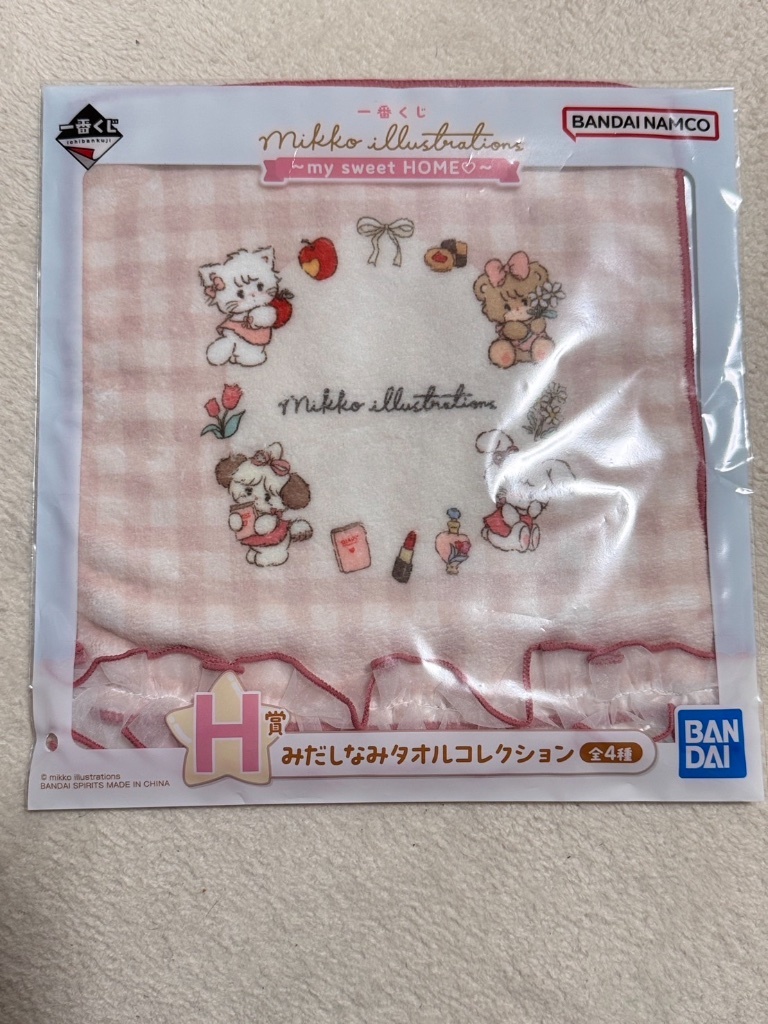 一番くじ
ichibankuji
一番くじ
mikko illustrations
~my sweet HOME♡~
BANDAI NAMCO
mikko illustrations
H賞
みだしなみタオルコレクション 全4種
© mikko illustrations
BANDAI SPIRITS MADE IN CHINA
BAN
DAI